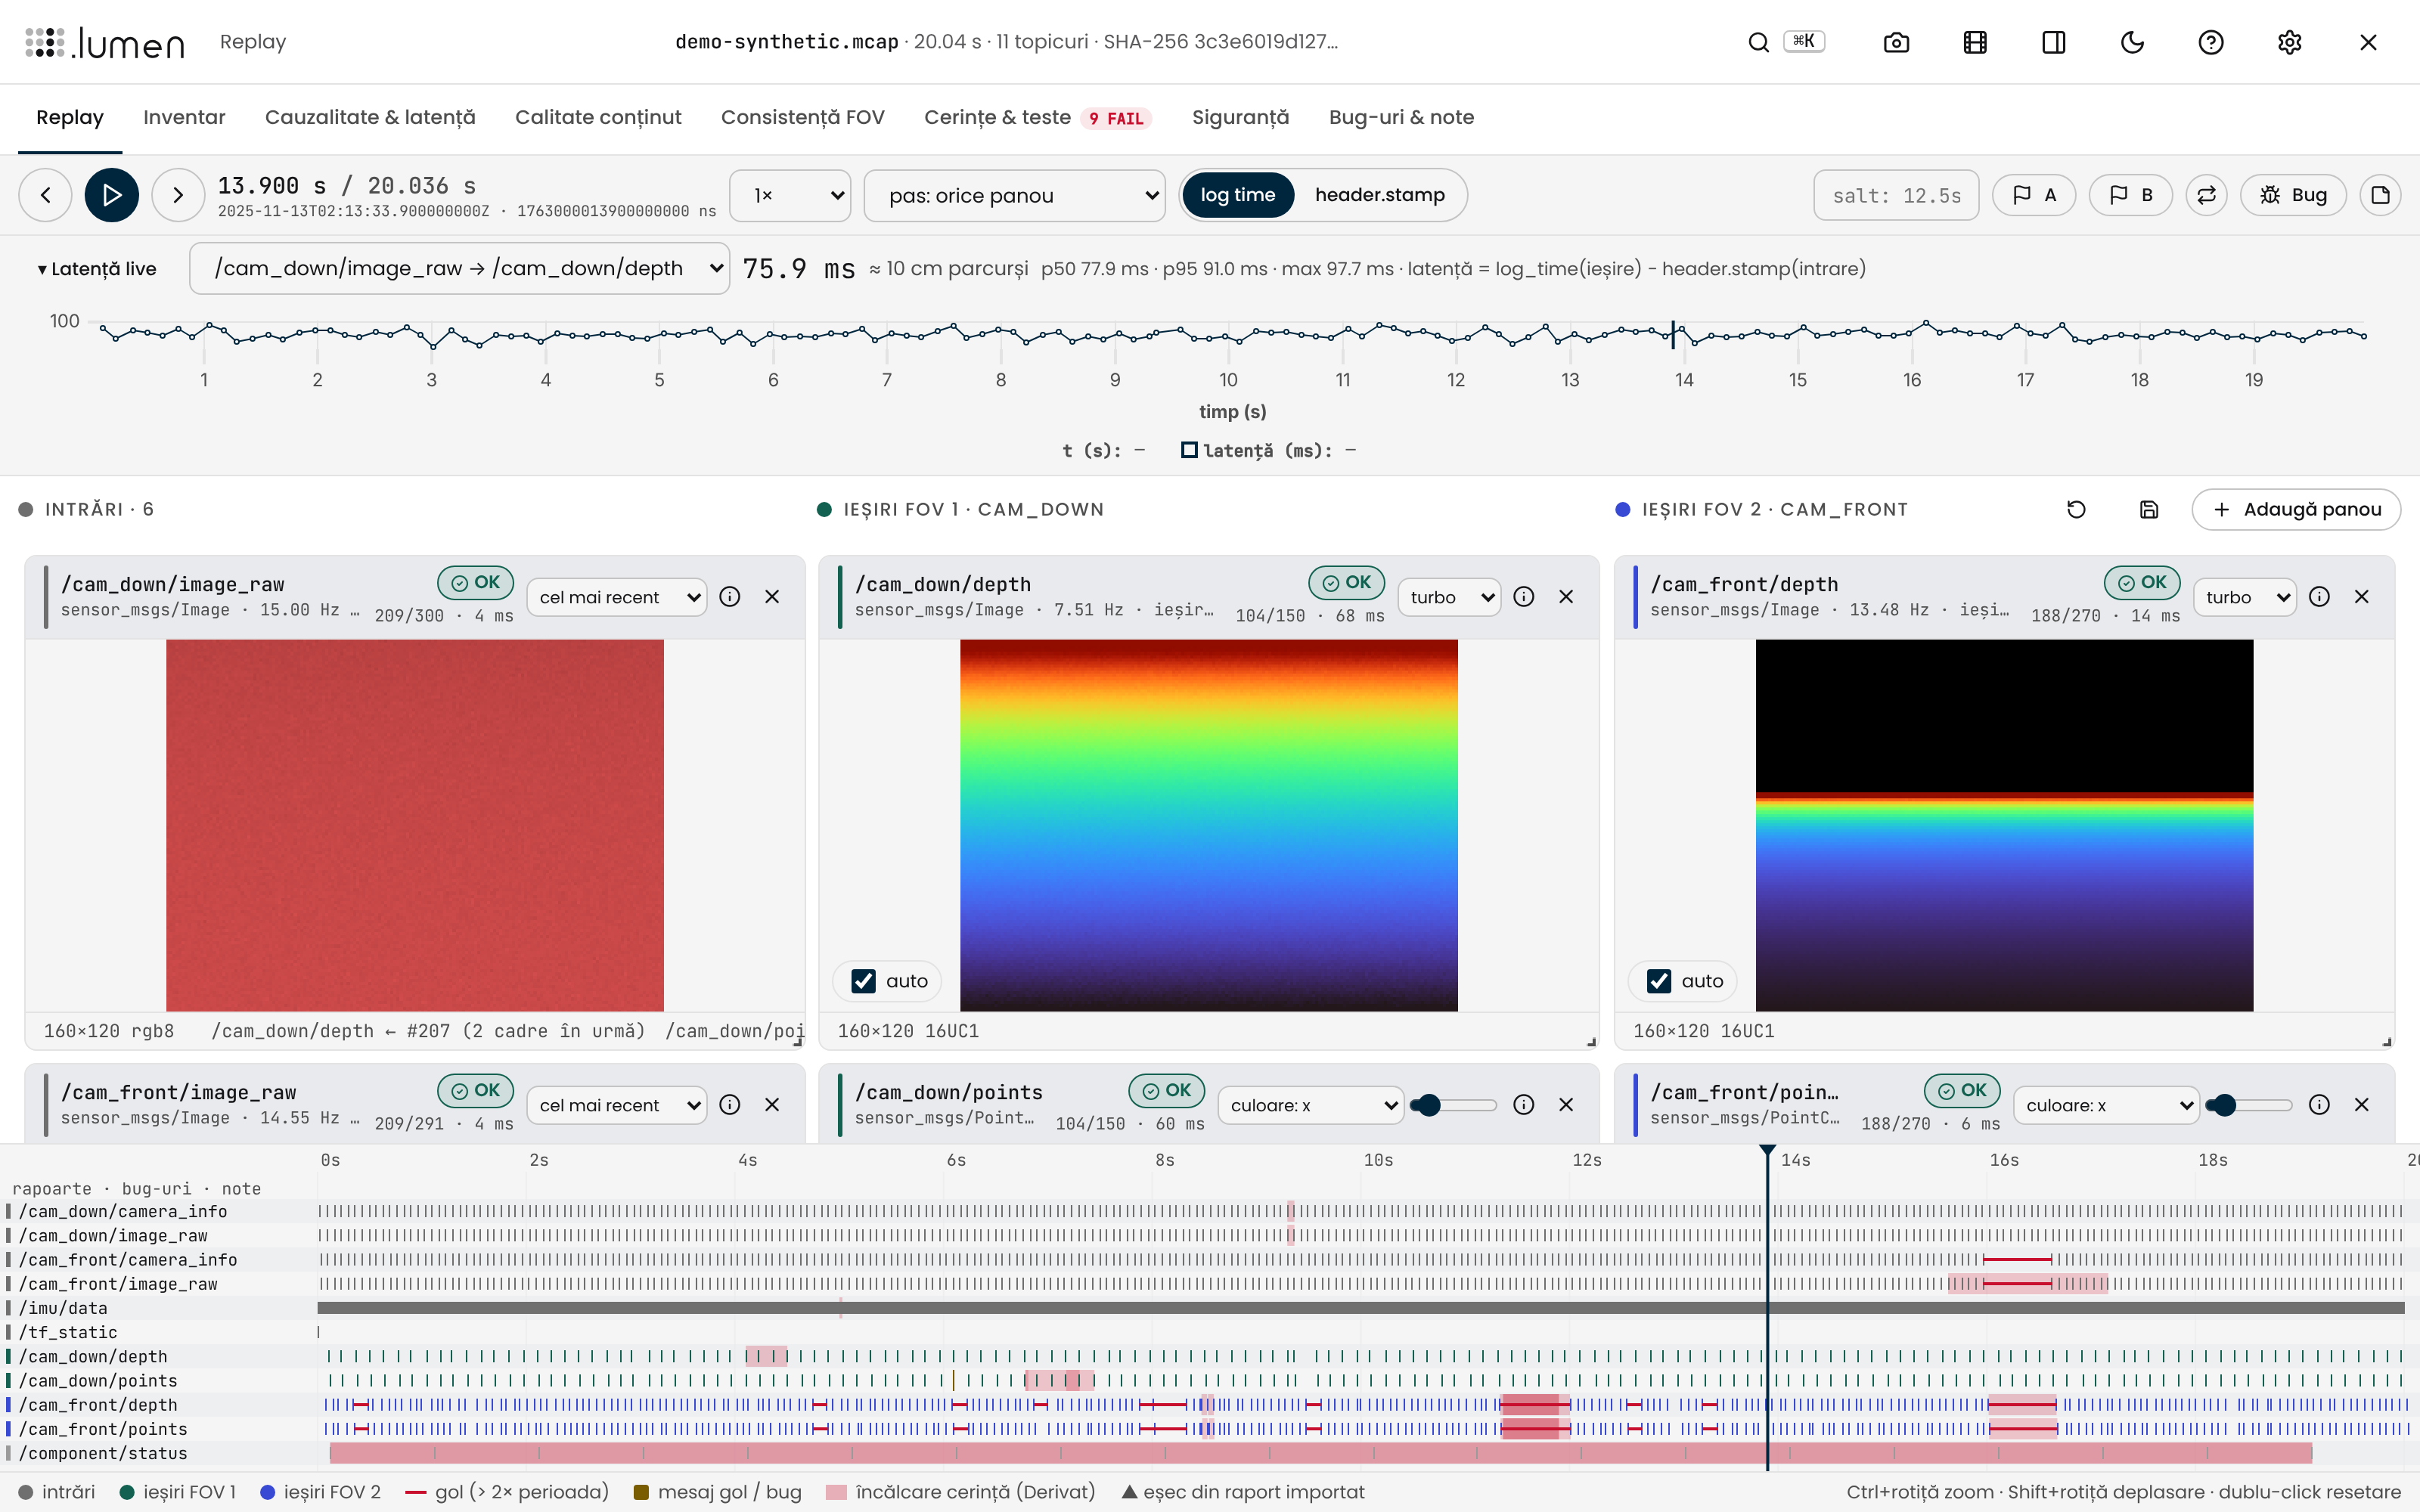 .lumen Replay demo-synthetic.mcap · 20.04 s · 11 topicuri · SHA-256 3c3e6019d127… ⌘K
Replay Inventar Cauzalitate & latență Calitate conținut Consistență FOV Cerințe & teste 9 FAIL Siguranță Bug-uri & note
13.900 s / 20.036 s 1× pas: orice panou log time header.stamp salt: 12.5s A B Bug
2025-11-13T02:13:33.900000000Z · 1763000013900000000 ns
▾ Latență live /cam_down/image_raw → /cam_down/depth 75.9 ms ≈ 10 cm parcurși p50 77.9 ms · p95 91.0 ms · max 97.7 ms · latență = log_time(ieșire) − header.stamp(intrare)
100
1 2 3 4 5 6 7 8 9 10 11 12 13 14 15 16 17 18 19
timp (s)
t (s): — latență (ms): —
INTRĂRI · 6 IEȘIRI FOV 1 · CAM_DOWN IEȘIRI FOV 2 · CAM_FRONT Adaugă panou
/cam_down/image_raw OK cel mai recent
sensor_msgs/Image · 15.00 Hz … 209/300 · 4 ms
/cam_down/depth OK turbo
sensor_msgs/Image · 7.51 Hz · ieșir… 104/150 · 68 ms
/cam_front/depth OK turbo
sensor_msgs/Image · 13.48 Hz · ieși… 188/270 · 14 ms
auto auto
160×120 rgb8 /cam_down/depth ← #207 (2 cadre în urmă) /cam_down/poi
160×120 16UC1
160×120 16UC1
/cam_front/image_raw OK cel mai recent
sensor_msgs/Image · 14.55 Hz … 209/291 · 4 ms
/cam_down/points OK culoare: x
sensor_msgs/Point… 104/150 · 60 ms
/cam_front/poin… OK culoare: x
sensor_msgs/PointC… 188/270 · 6 ms
0s 2s 4s 6s 8s 10s 12s 14s 16s 18s
rapoarte · bug-uri · note
/cam_down/camera_info
/cam_down/image_raw
/cam_front/camera_info
/cam_front/image_raw
/imu/data
/tf_static
/cam_down/depth
/cam_down/points
/cam_front/depth
/cam_front/points
/component/status
intrări ieșiri FOV 1 ieșiri FOV 2 gol (> 2× perioada) mesaj gol / bug încălcare cerință (Derivat) eșec din raport importat Ctrl+rotiță zoom · Shift+rotiță deplasare · dublu-click resetare